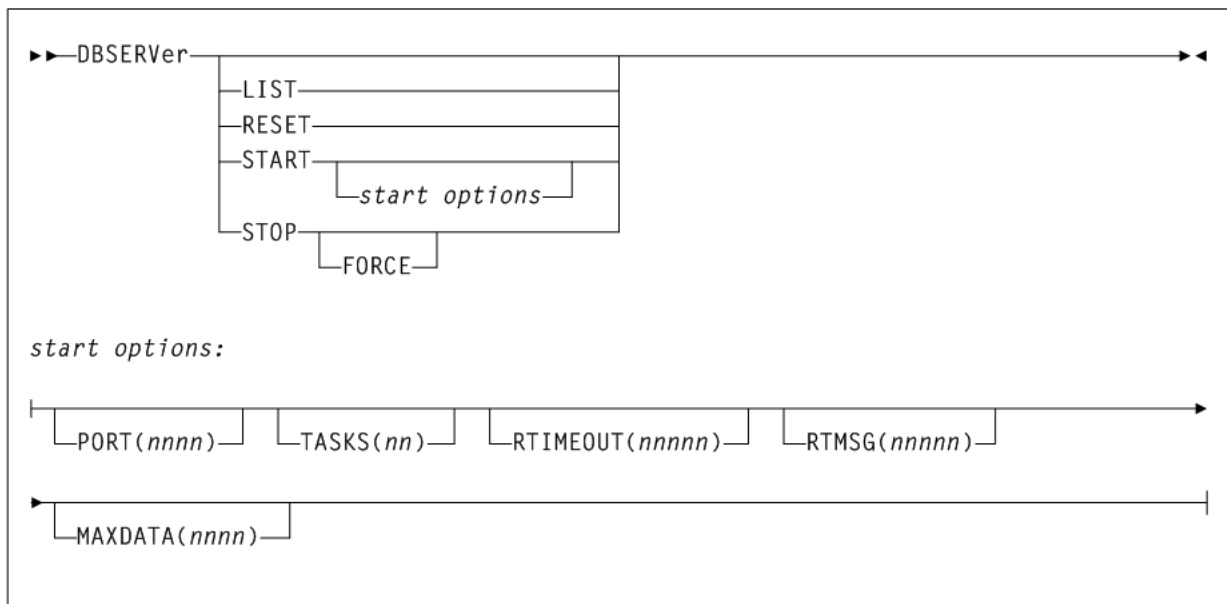 DBSERVer
LIST
RESET
START
start options
STOP
FORCE
start options:
PORT(nnnn) TASKS(nn) RTIMEOUT(nnnnn) RTMSG(nnnnn)
MAXDATA(nnnn)